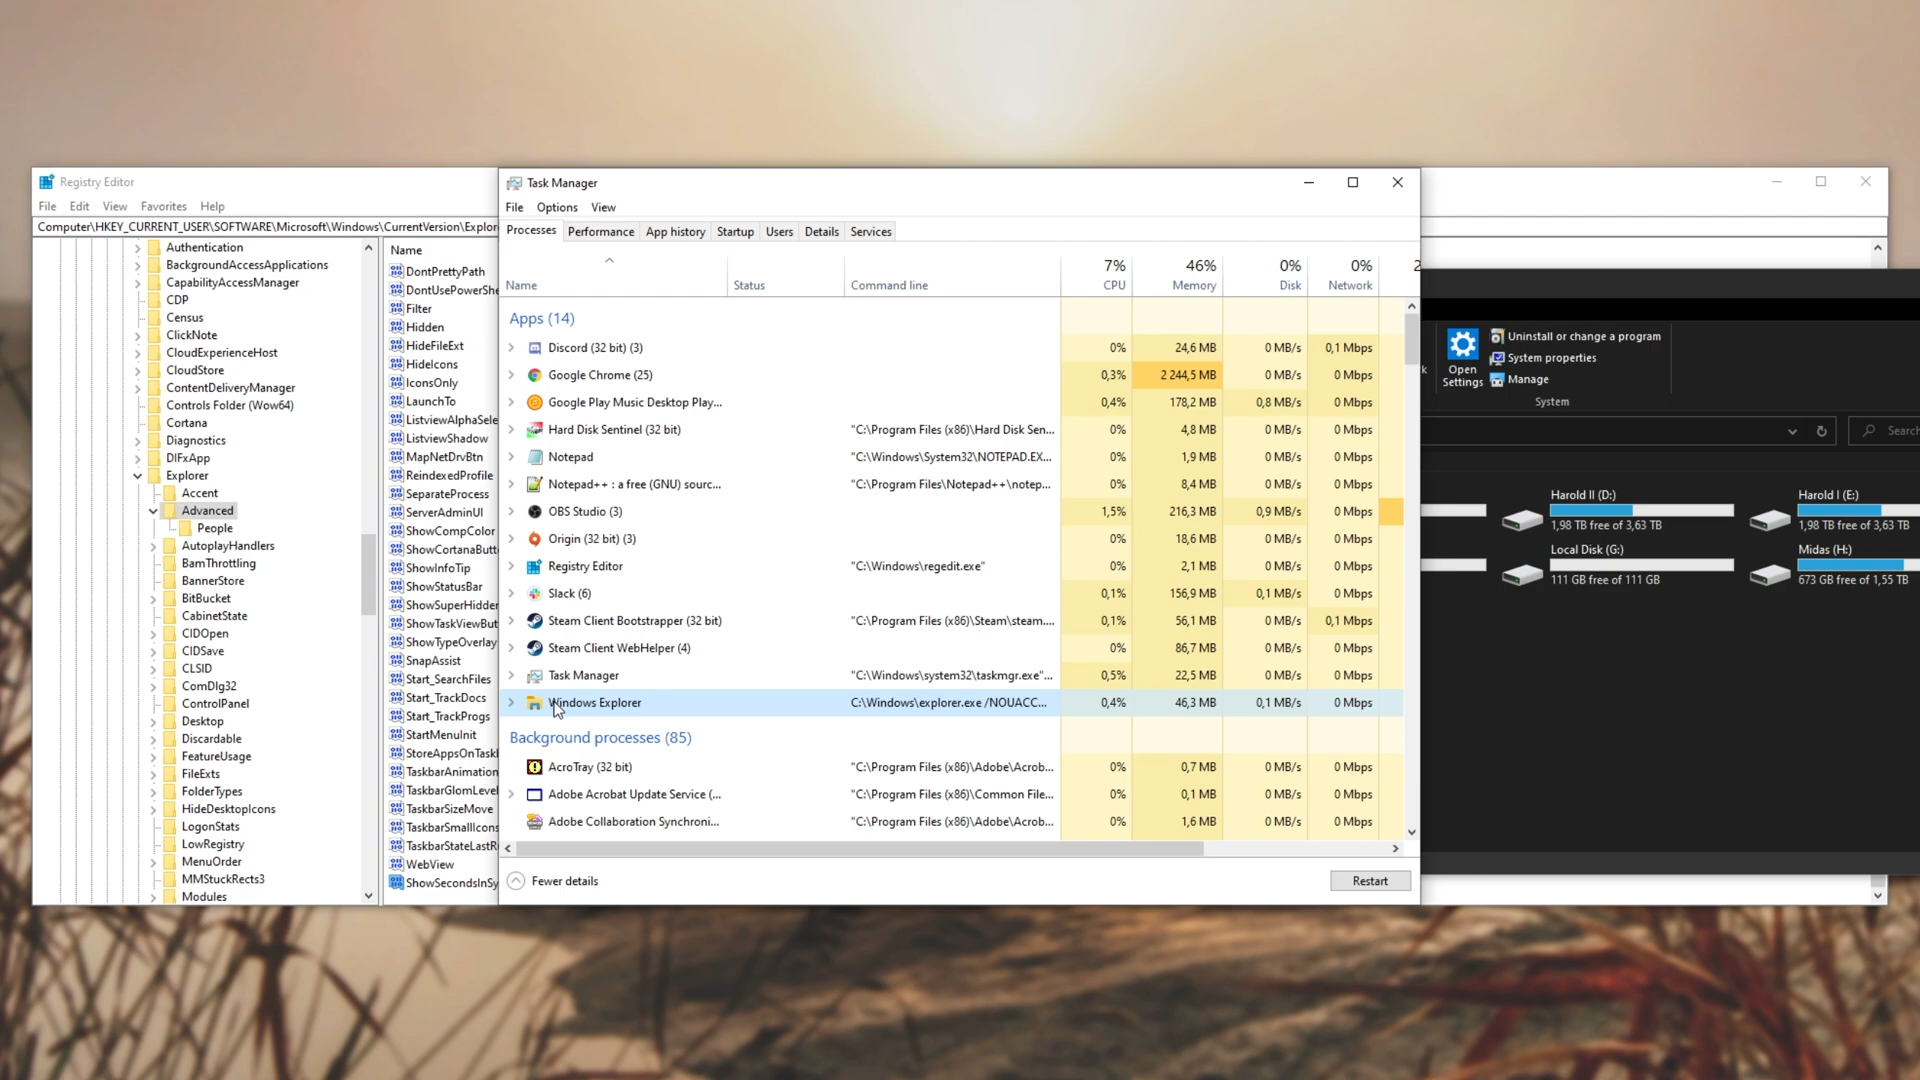 Registry Editor
File Edit View Favorites Help
Computer\HKEY_CURRENT_USER\SOFTWARE\Microsoft\Windows\CurrentVersion\Explor
Authentication
BackgroundAccessApplications
CapabilityAccessManager
CDP
Census
ClickNote
CloudExperienceHost
CloudStore
ContentDeliveryManager
Controls Folder (Wow64)
Cortana
Diagnostics
DIFxApp
Explorer
Accent
Advanced
People
AutoplayHandlers
BamThrottling
BannerStore
BitBucket
CabinetState
CIDOpen
CIDSave
CLSID
ComDlg32
ControlPanel
Desktop
Discardable
FeatureUsage
FileExts
FolderTypes
HideDesktopIcons
LogonStats
LowRegistry
MenuOrder
MMStuckRects3
Modules
Name
DontPrettyPath
DontUsePowerShe
Filter
Hidden
HideFileExt
HideIcons
IconsOnly
LaunchTo
ListviewAlphaSele
ListviewShadow
MapNetDrvBtn
ReindexedProfile
SeparateProcess
ServerAdminUI
ShowCompColor
ShowCortanaButt
ShowInfoTip
ShowStatusBar
ShowSuperHidden
ShowTaskViewBut
ShowTypeOverlay
SnapAssist
Start_SearchFiles
Start_TrackDocs
Start_TrackProgs
StartMenuInit
StoreAppsOnTaskl
TaskbarAnimation
TaskbarGlomLevel
TaskbarSizeMove
TaskbarSmallIcons
TaskbarStateLastR
WebView
ShowSecondsInSy
Task Manager
File Options View
Processes Performance App history Startup Users Details Services
7% 46% 0% 0% 2
Name Status Command line CPU Memory Disk Network
Apps (14)
Discord (32 bit) (3) 0% 24,6 MB 0 MB/s 0,1 Mbps
Google Chrome (25) 0,3% 2 244,5 MB 0 MB/s 0 Mbps
Google Play Music Desktop Play... 0,4% 178,2 MB 0,8 MB/s 0 Mbps
Hard Disk Sentinel (32 bit) "C:\Program Files (x86)\Hard Disk Sen... 0% 4,8 MB 0 MB/s 0 Mbps
Notepad "C:\Windows\System32\NOTEPAD.EX... 0% 1,9 MB 0 MB/s 0 Mbps
Notepad++ : a free (GNU) sourc... "C:\Program Files\Notepad++\notep... 0% 8,4 MB 0 MB/s 0 Mbps
OBS Studio (3) 1,5% 216,3 MB 0,9 MB/s 0 Mbps
Origin (32 bit) (3) 0% 18,6 MB 0 MB/s 0 Mbps
Registry Editor "C:\Windows\regedit.exe" 0% 2,1 MB 0 MB/s 0 Mbps
Slack (6) 0,1% 156,9 MB 0,1 MB/s 0 Mbps
Steam Client Bootstrapper (32 bit) "C:\Program Files (x86)\Steam\steam.... 0,1% 56,1 MB 0 MB/s 0,1 Mbps
Steam Client WebHelper (4) 0% 86,7 MB 0 MB/s 0 Mbps
Task Manager "C:\Windows\system32\taskmgr.exe"... 0,5% 22,5 MB 0 MB/s 0 Mbps
Windows Explorer C:\Windows\explorer.exe /NOUACC... 0,4% 46,3 MB 0,1 MB/s 0 Mbps
Background processes (85)
AcroTray (32 bit) "C:\Program Files (x86)\Adobe\Acrob... 0% 0,7 MB 0 MB/s 0 Mbps
Adobe Acrobat Update Service (... "C:\Program Files (x86)\Common File... 0% 0,1 MB 0 MB/s 0 Mbps
Adobe Collaboration Synchroni... "C:\Program Files (x86)\Adobe\Acrob... 0% 1,6 MB 0 MB/s 0 Mbps
Fewer details
Restart
k
Open
Settings
Uninstall or change a program
System properties
Manage
System
Search
Harold II (D:)
1,98 TB free of 3,63 TB
Harold I (E:)
1,98 TB free of 3,63 TB
Local Disk (G:)
111 GB free of 111 GB
Midas (H:)
673 GB free of 1,55 TB